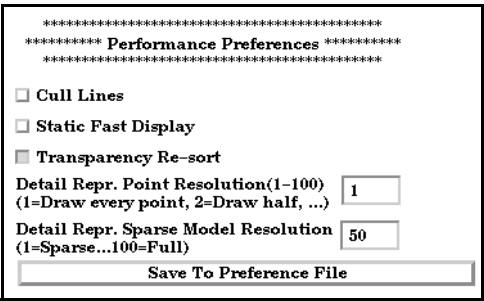 ******************************************
********** Performance Preferences **********
******************************************
Cull Lines
Static Fast Display
Transparency Re-sort
Detail Repr. Point Resolution(1-100)
(1=Draw every point, 2=Draw half, ...)
1
Detail Repr. Sparse Model Resolution
(1=Sparse...100=Full)
50
Save To Preference File